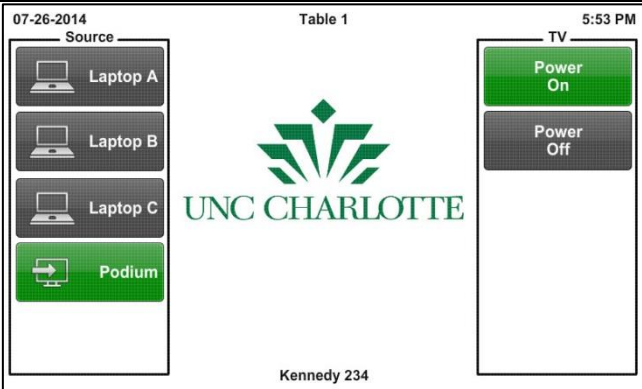 07-26-2014 Table 1 5:53 PM
Source
TV
Laptop A
Laptop B
Laptop C
Podium
UNC CHARLOTTE
Power
On
Power
Off
Kennedy 234